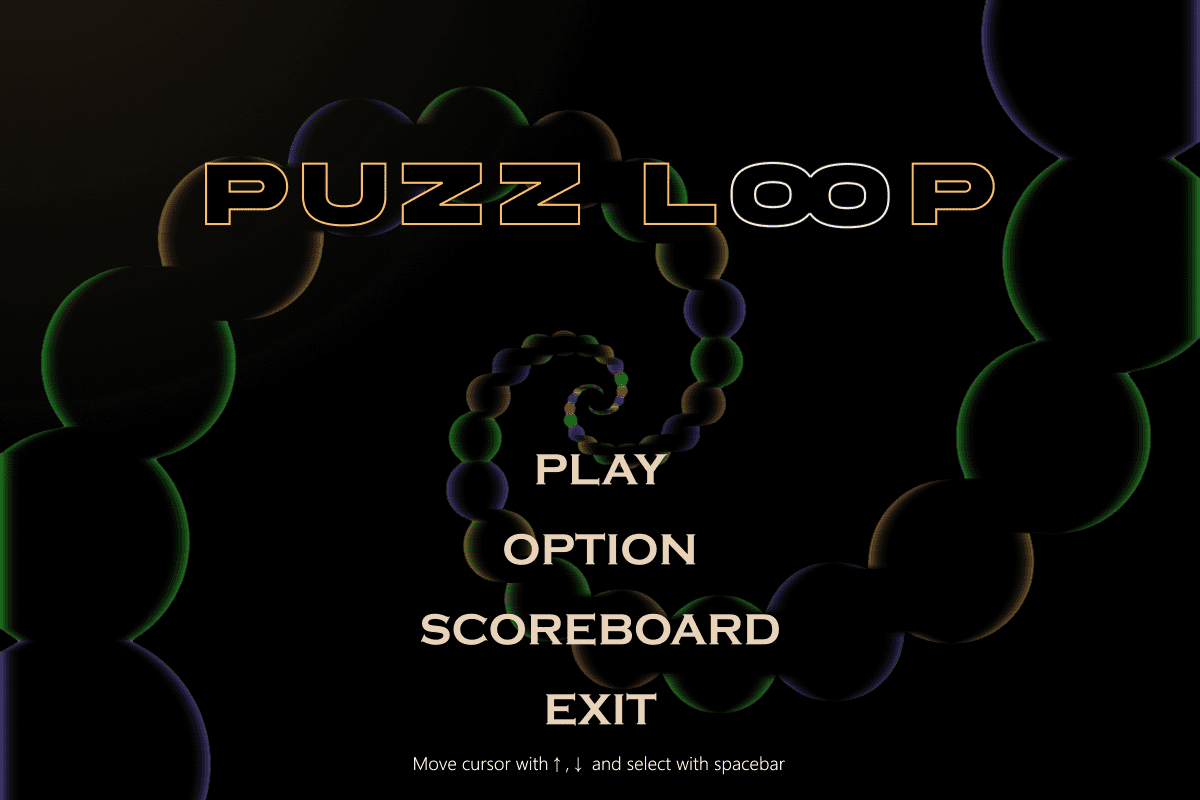 PUZZ LOOP
PLAY
OPTION
SCOREBOARD
EXIT
Move cursor with ↑ , ↓ and select with spacebar